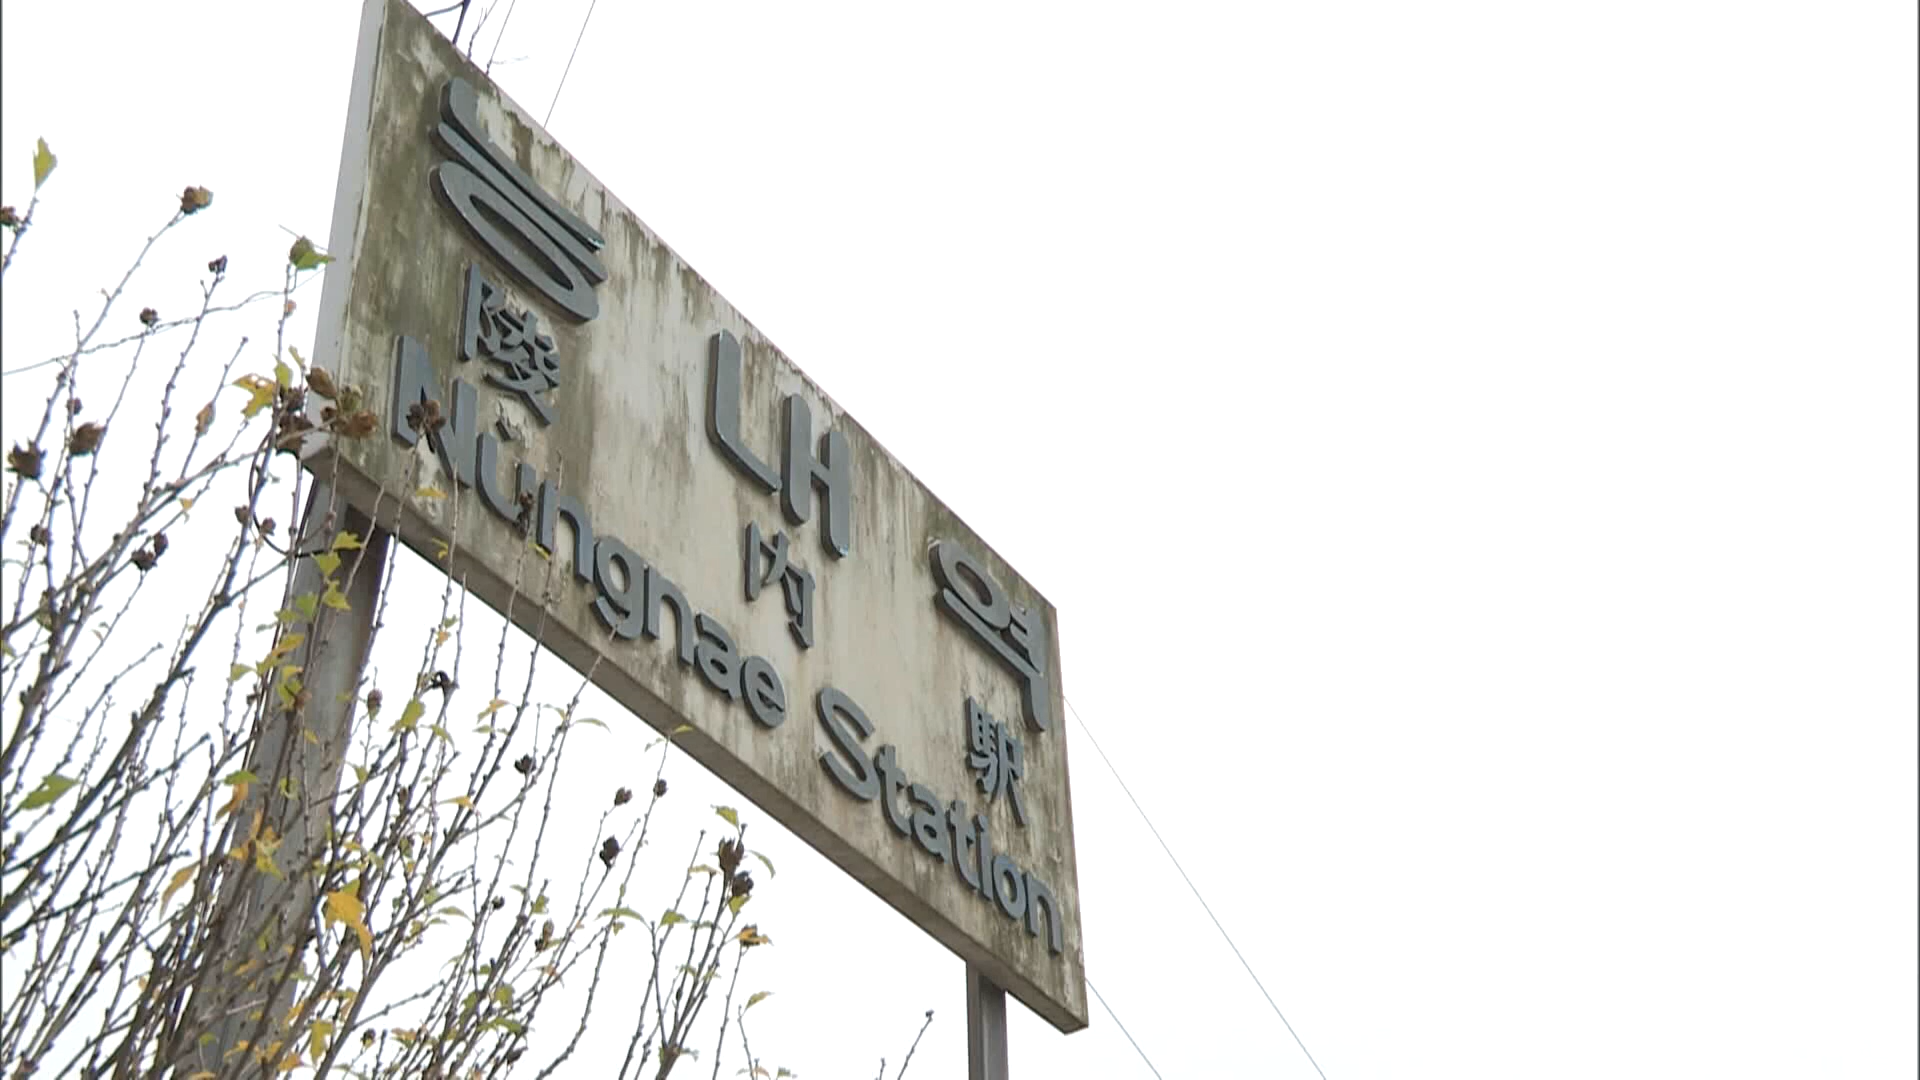 능 내 역
陵 內 驛
Nŭngnae Station